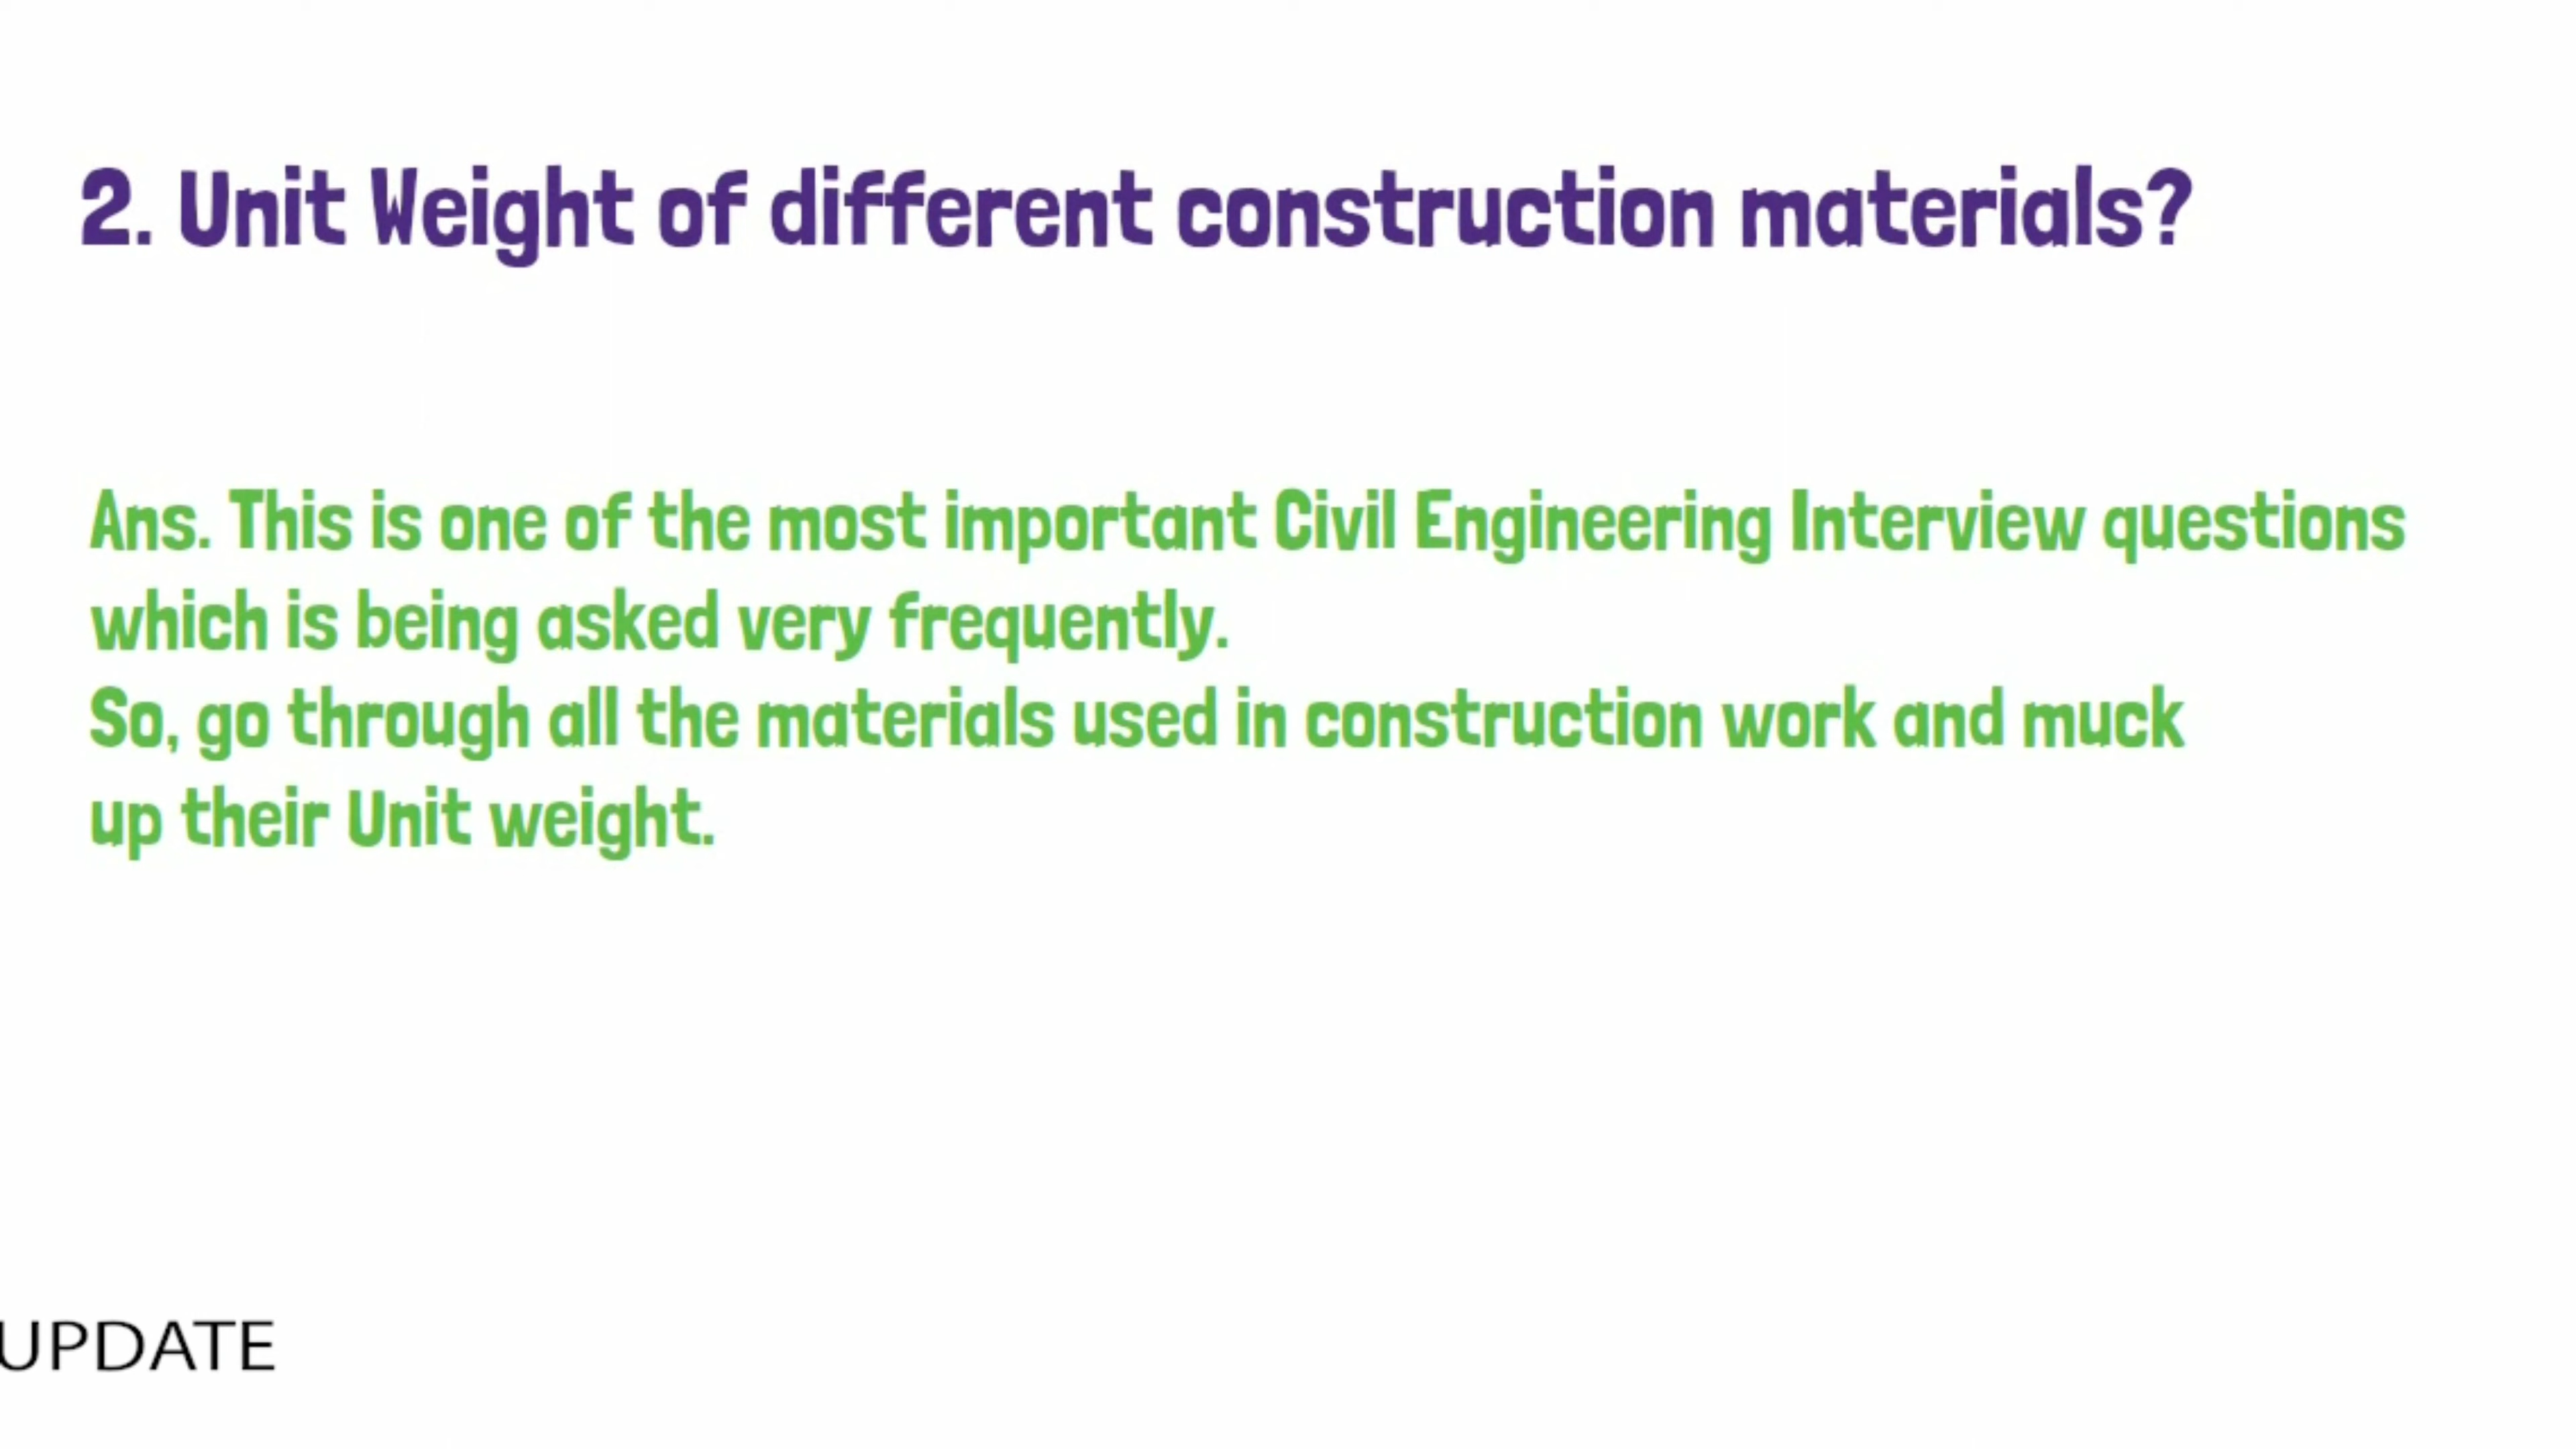 2. Unit Weight of different construction materials?
Ans. This is one of the most important Civil Engineering Interview questions
which is being asked very frequently.
So, go through all the materials used in construction work and muck
up their Unit weight.
UPDATE